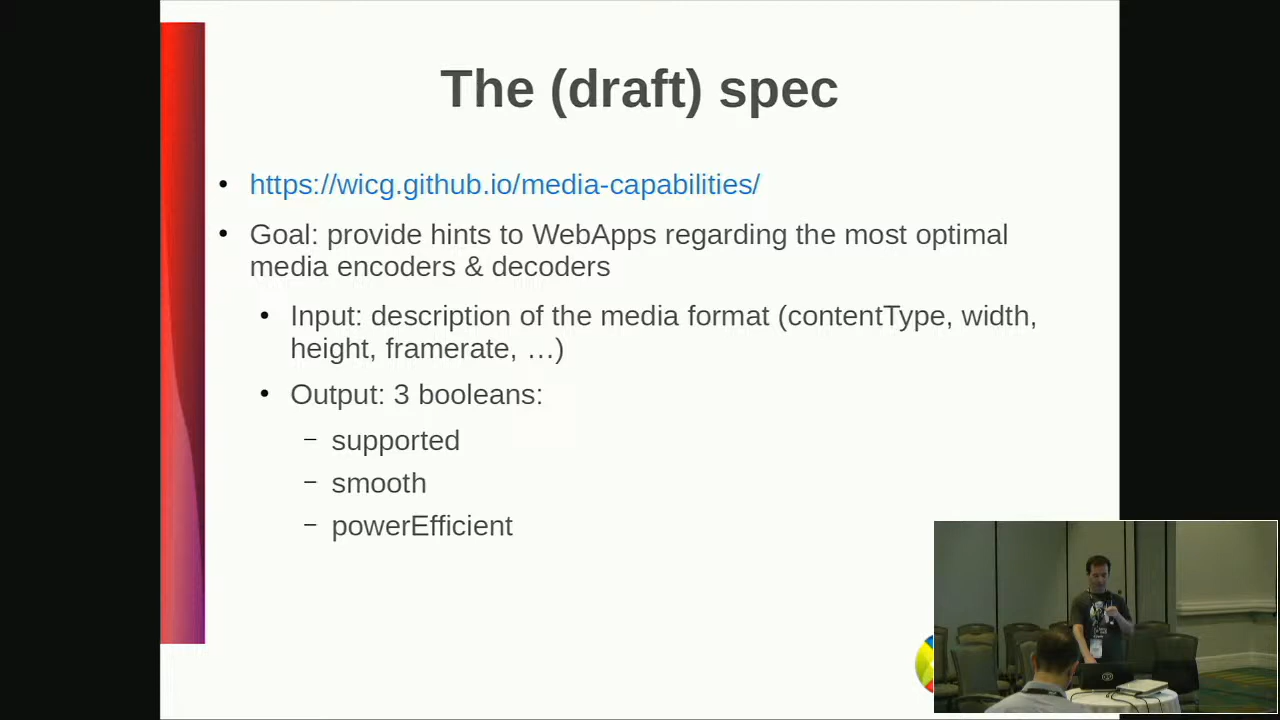 The (draft) spec
• https://wicg.github.io/media-capabilities/
• Goal: provide hints to WebApps regarding the most optimal
media encoders & decoders
• Input: description of the media format (contentType, width,
height, framerate, …)
• Output: 3 booleans:
– supported
– smooth
– powerEfficient